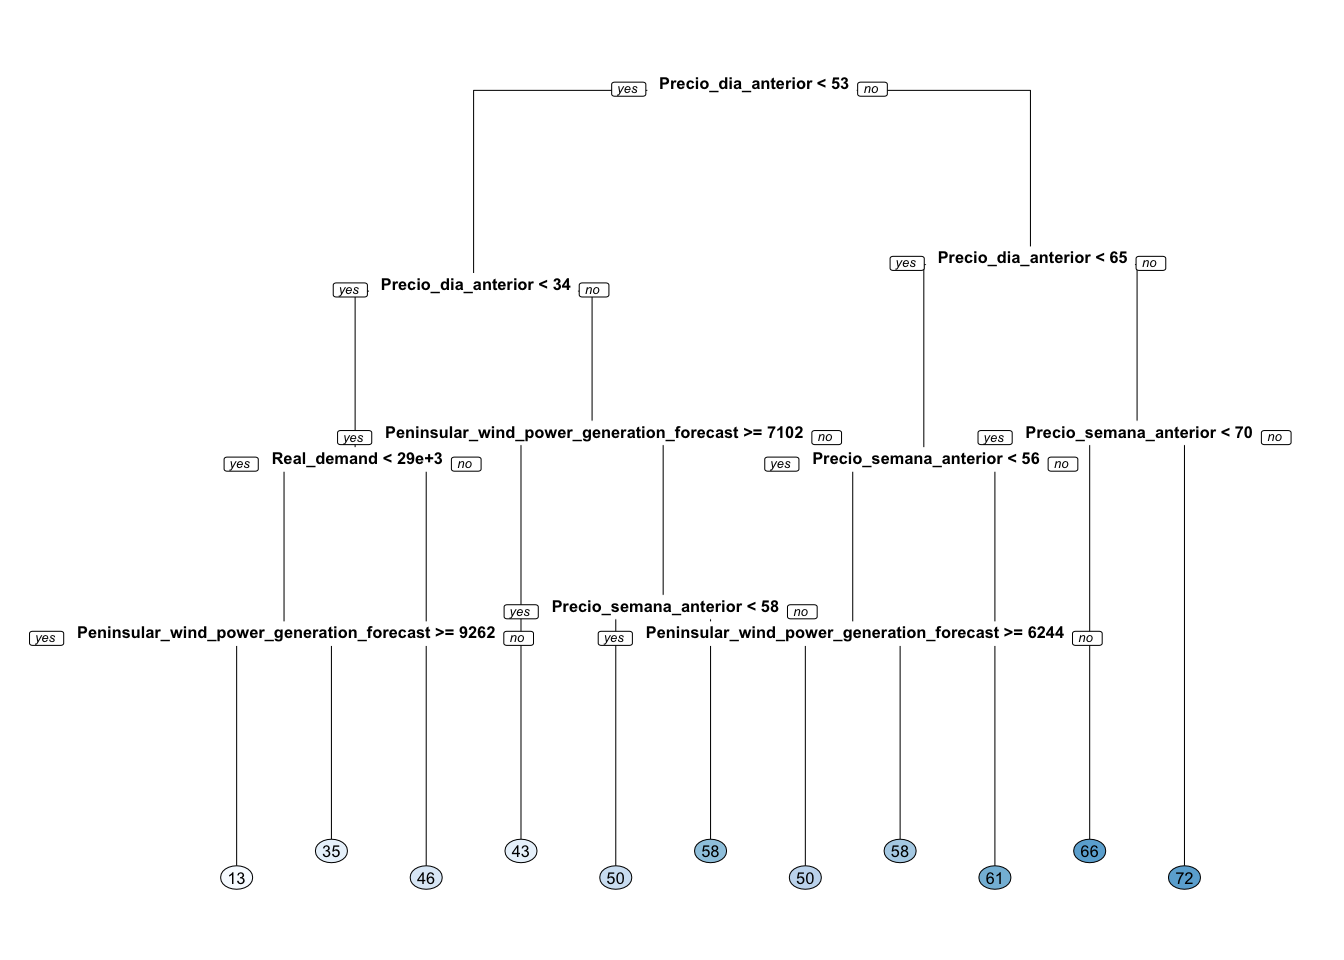 yes Precio_dia_anterior < 53 no
yes Precio_dia_anterior < 65 no
yes Precio_dia_anterior < 34 no
yes Peninsular_wind_power_generation_forecast >= 7102 no
yes Precio_semana_anterior < 70 no
yes Real_demand < 29e+3 no
yes Precio_semana_anterior < 56 no
yes Precio_semana_anterior < 58 no
yes Peninsular_wind_power_generation_forecast >= 9262 no
yes Peninsular_wind_power_generation_forecast >= 6244 no
13 35 46 43 50 58 50 58 61 66 72